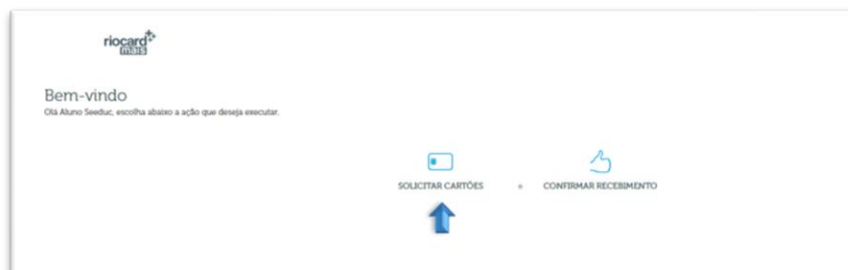 riocard
mais
Bem-vindo
Olá Aluno Seeduc, escolha abaixo a ação que deseja executar.
SOLICITAR CARTÕES
CONFIRMAR RECEBIMENTO